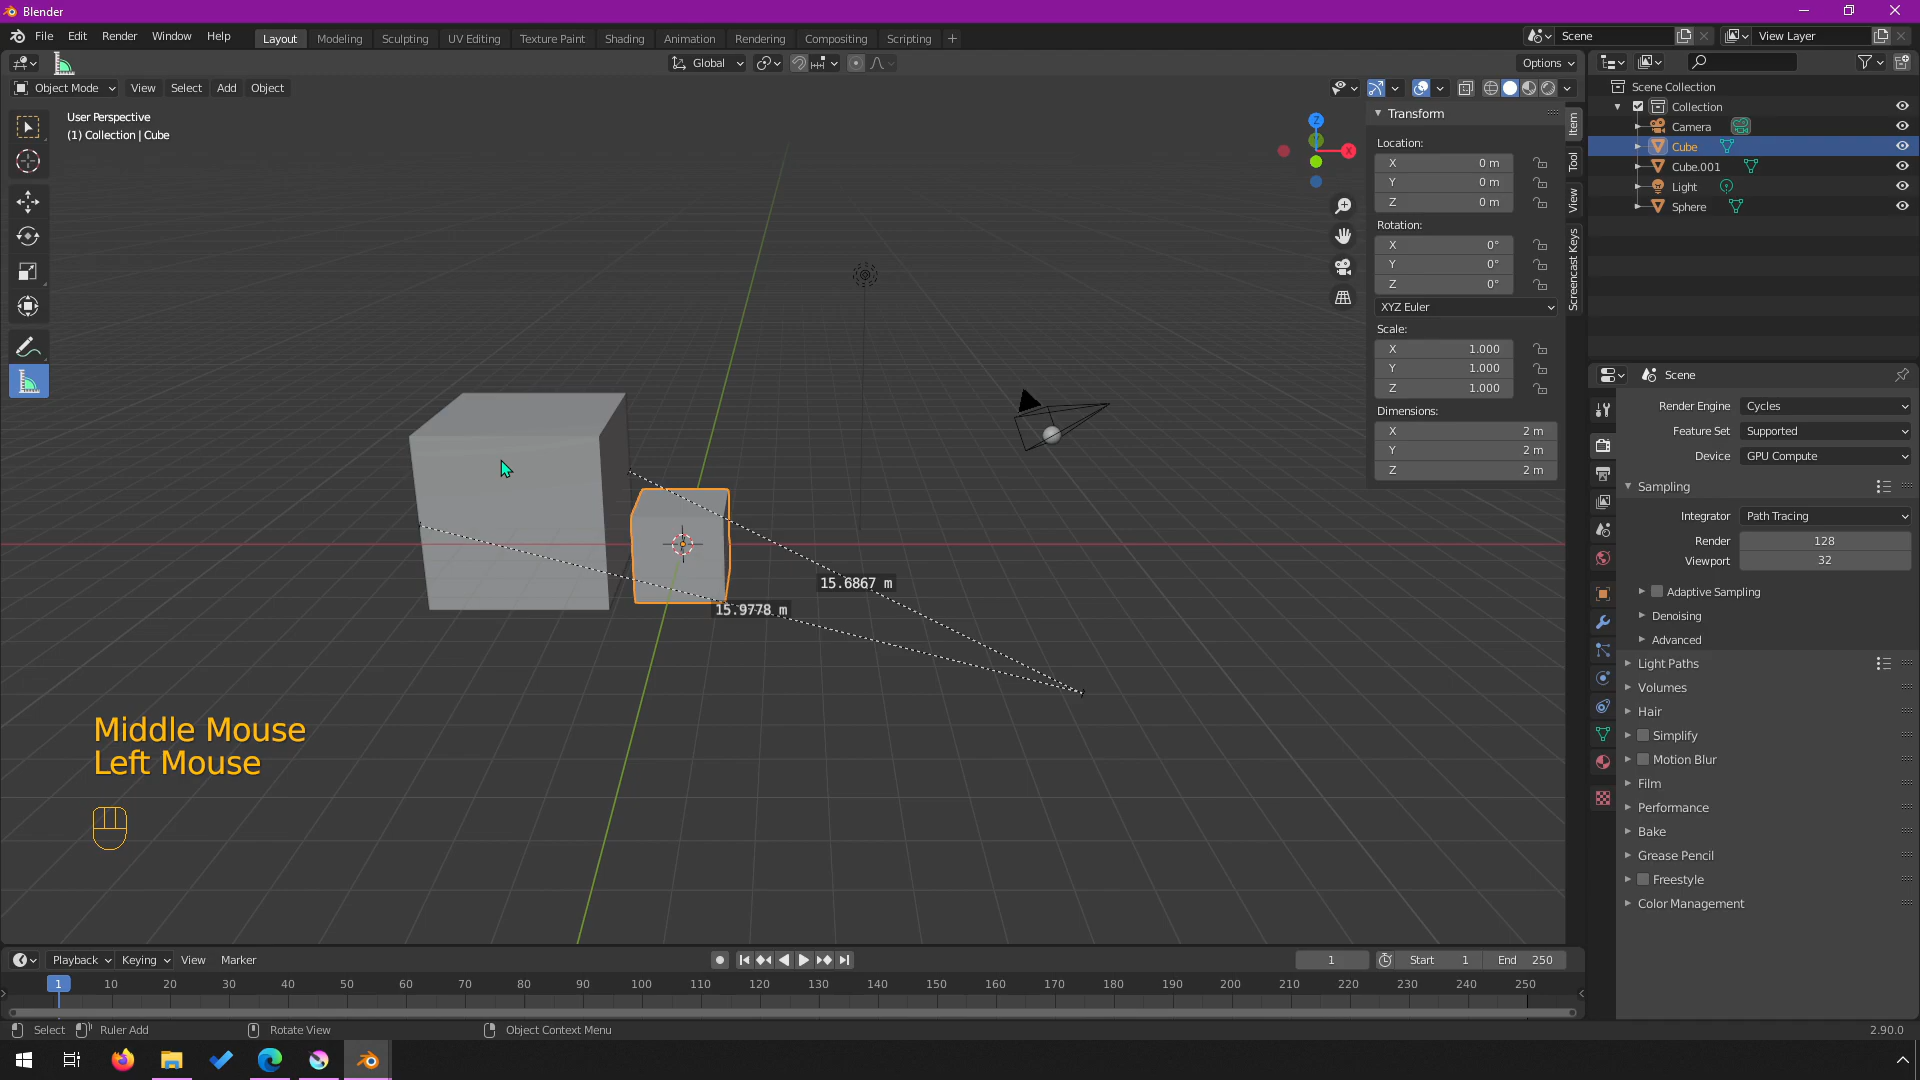 Blender
File Edit Render Window Help
Layout Modeling Sculpting UV Editing Texture Paint Shading Animation Rendering Compositing Scripting +
Scene
View Layer
Global
Options
Object Mode View Select Add Object
User Perspective
(1) Collection | Cube
Z
X
Transform
Location:
X 0 m
Y 0 m
Z 0 m
Rotation:
X 0°
Y 0°
Z 0°
XYZ Euler
Scale:
X 1.000
Y 1.000
Z 1.000
Dimensions:
X 2 m
Y 2 m
Z 2 m
Item
Tool
View
Screencast Keys
15.6867 m
15.9778 m
Middle Mouse
Left Mouse
Scene Collection
Collection
Camera
Cube
Cube.001
Light
Sphere
Scene
Render Engine Cycles
Feature Set Supported
Device GPU Compute
Sampling
Integrator Path Tracing
Render 128
Viewport 32
Adaptive Sampling
Denoising
Advanced
Light Paths
Volumes
Hair
Simplify
Motion Blur
Film
Performance
Bake
Grease Pencil
Freestyle
Color Management
Playback Keying View Marker
1
Start 1
End 250
1 10 20 30 40 50 60 70 80 90 100 110 120 130 140 150 160 170 180 190 200 210 220 230 240 250
Select Ruler Add Rotate View Object Context Menu 2.90.0